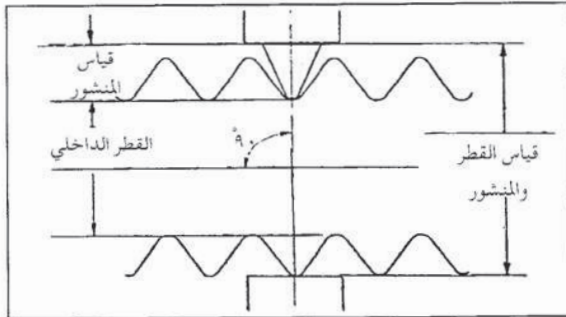 قياس
المنشور
القطر الداخلي
٩٠°
قياس القطر
والمنشور